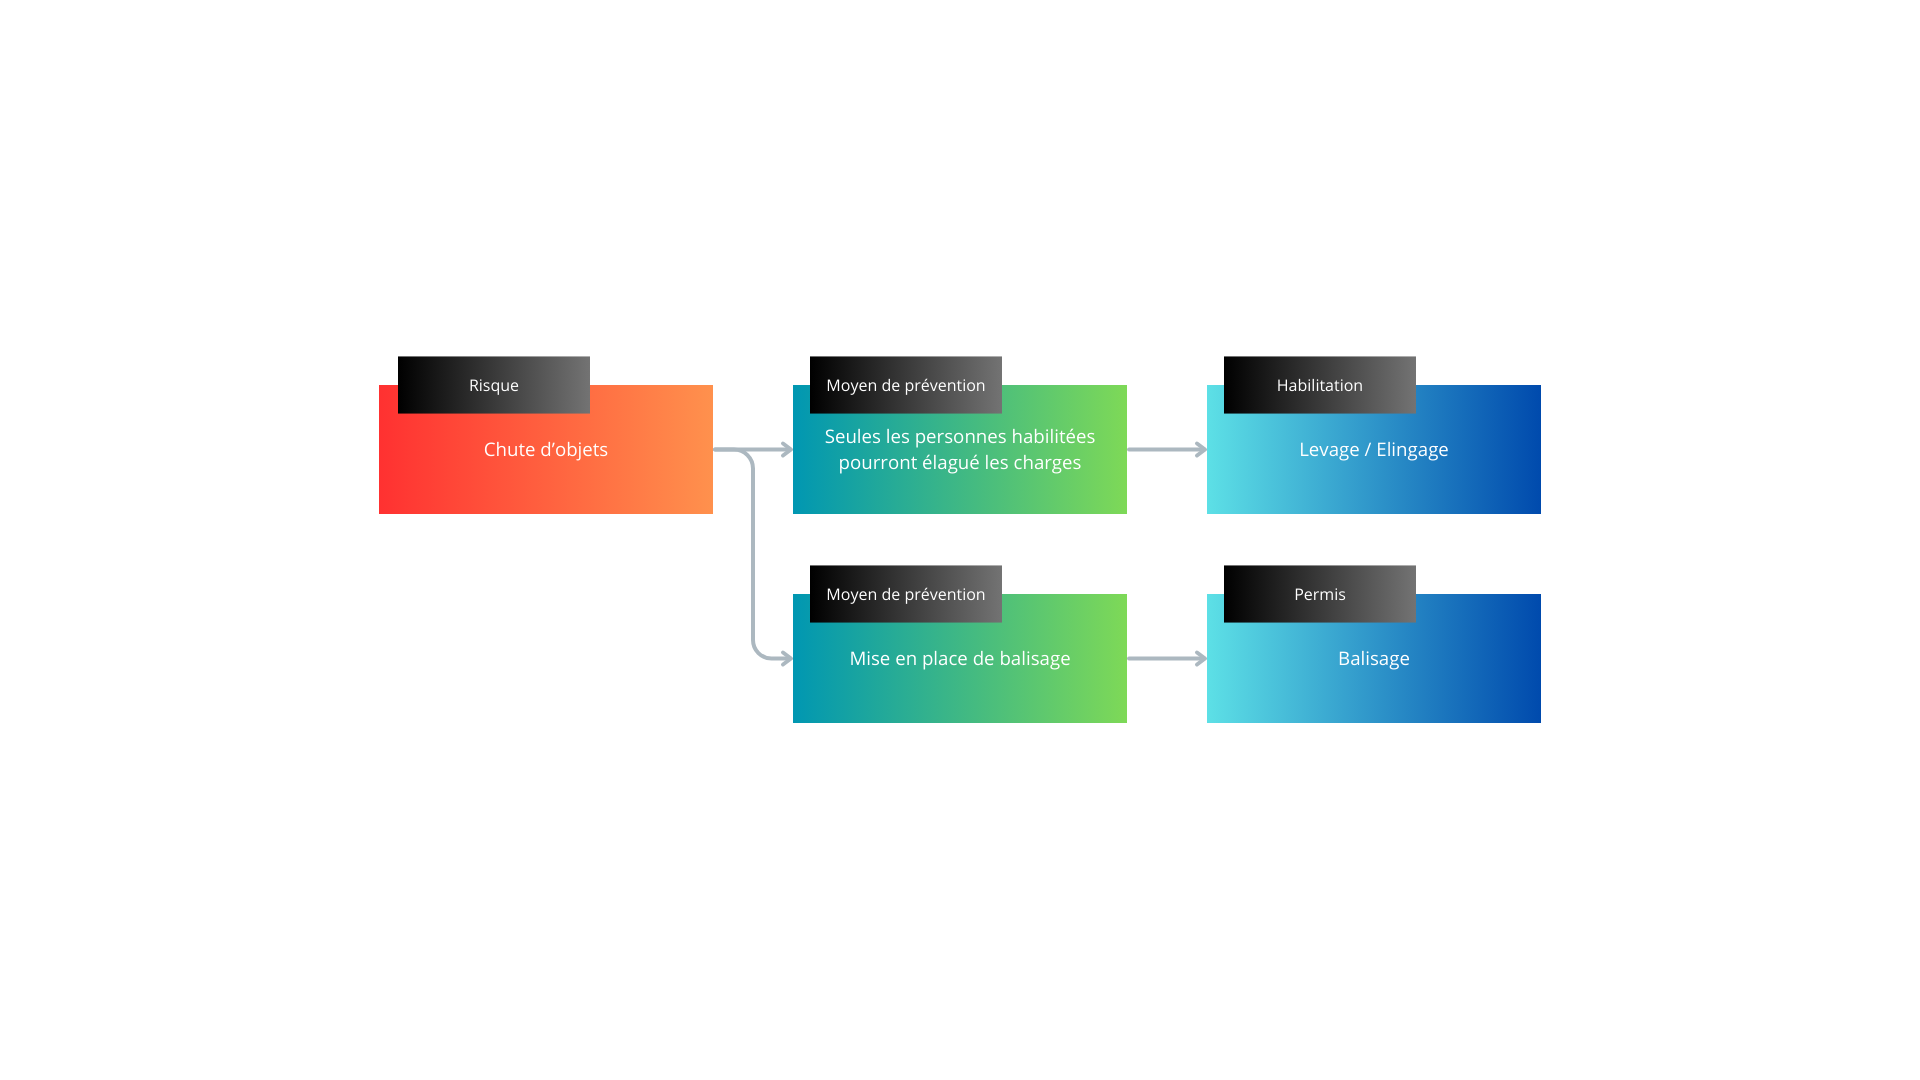 Risque
Chute d’objets
Moyen de prévention
Seules les personnes habilitées
pourront élagué les charges
Habilitation
Levage / Elingage
Moyen de prévention
Mise en place de balisage
Permis
Balisage